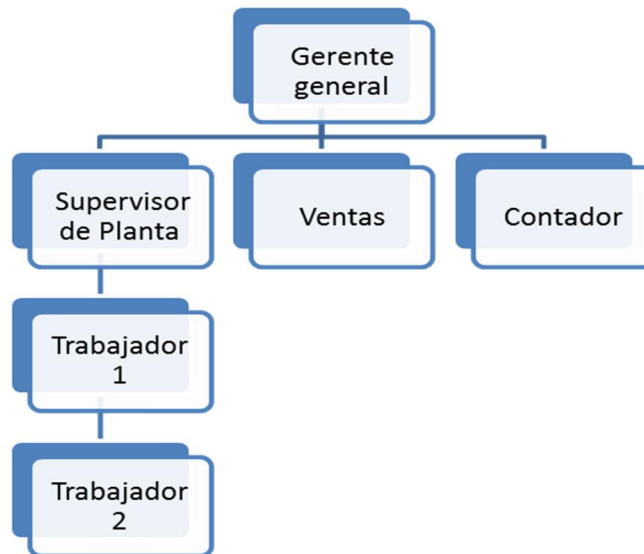 Gerente
general
Supervisor
de Planta
Ventas
Contador
Trabajador
1
Trabajador
2